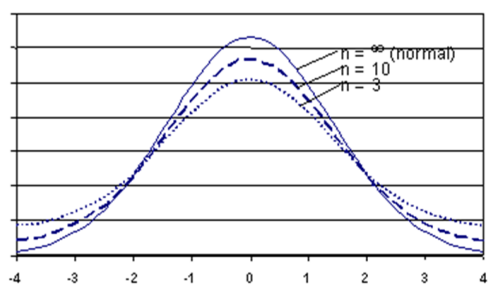 n = ∞ (normal)
n = 10
n = 3
-4 -3 -2 -1 0 1 2 3 4